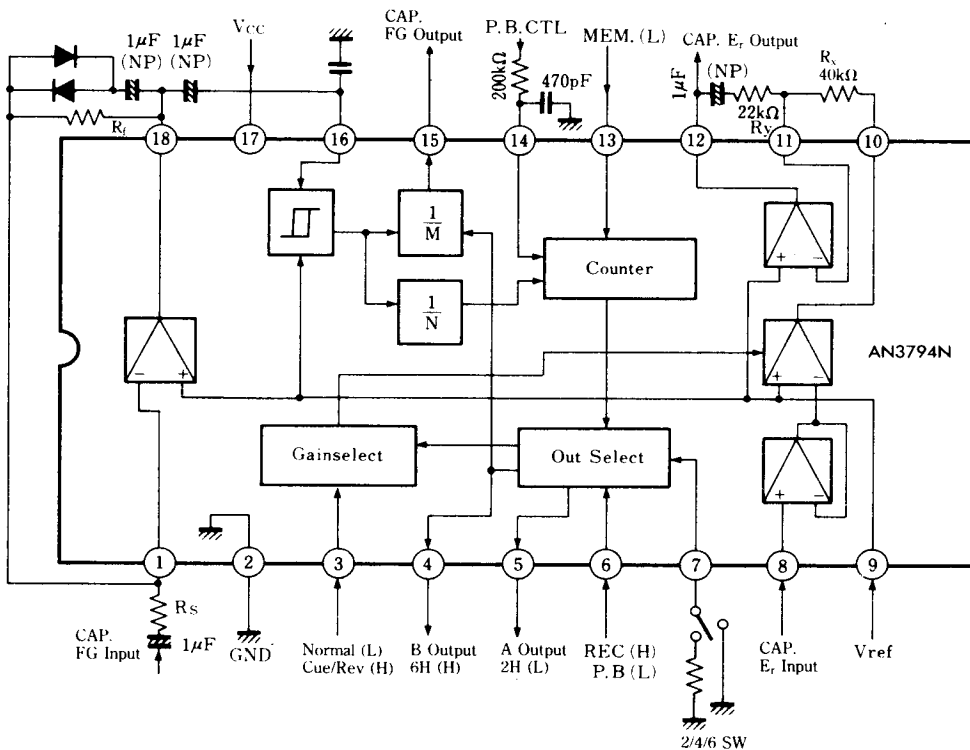 1μF
(NP)
1μF
(NP)
Vcc
CAP.
FG Output
P.B.CTL
200kΩ
470pF
MEM.(L)
CAP. Er Output
1μF
(NP)
22kΩ
Ry
Rx
40kΩ
Rf
18
17
16
15
14
13
12
11
10
1
M
1
N
Counter
AN3794N
Gainselect
Out Select
+
−
+
−
−
+
+
−
1
2
3
4
5
6
7
8
9
Rs
CAP.
FG Input
1μF
GND
Normal (L)
Cue/Rev (H)
B Output
6H (H)
A Output
2H (L)
REC (H)
P.B (L)
2/4/6 SW
CAP.
Er Input
Vref